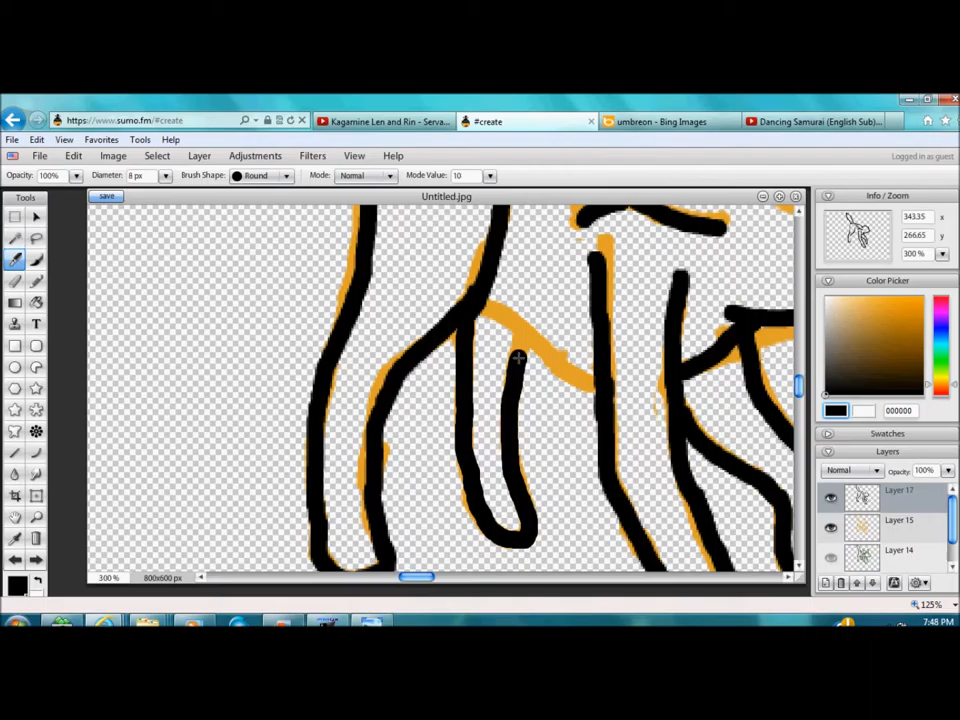 https://www.sumo.fm/#create
Kagamine Len and Rin - Serva...
#create
umbreon - Bing Images
Dancing Samurai (English Sub)...
File Edit View Favorites Tools Help
File Edit Image Select Layer Adjustments Filters View Help
Logged in as guest
Opacity: 100% Diameter: 8 px Brush Shape: Round Mode: Normal Mode Value: 10
Tools
save
Untitled.jpg
Info / Zoom
343.35 x
266.65 y
300 %
Color Picker
000000
Swatches
Layers
Normal Opacity: 100%
Layer 17
Layer 15
Layer 14
300 % 800x600 px
125%
7:48 PM